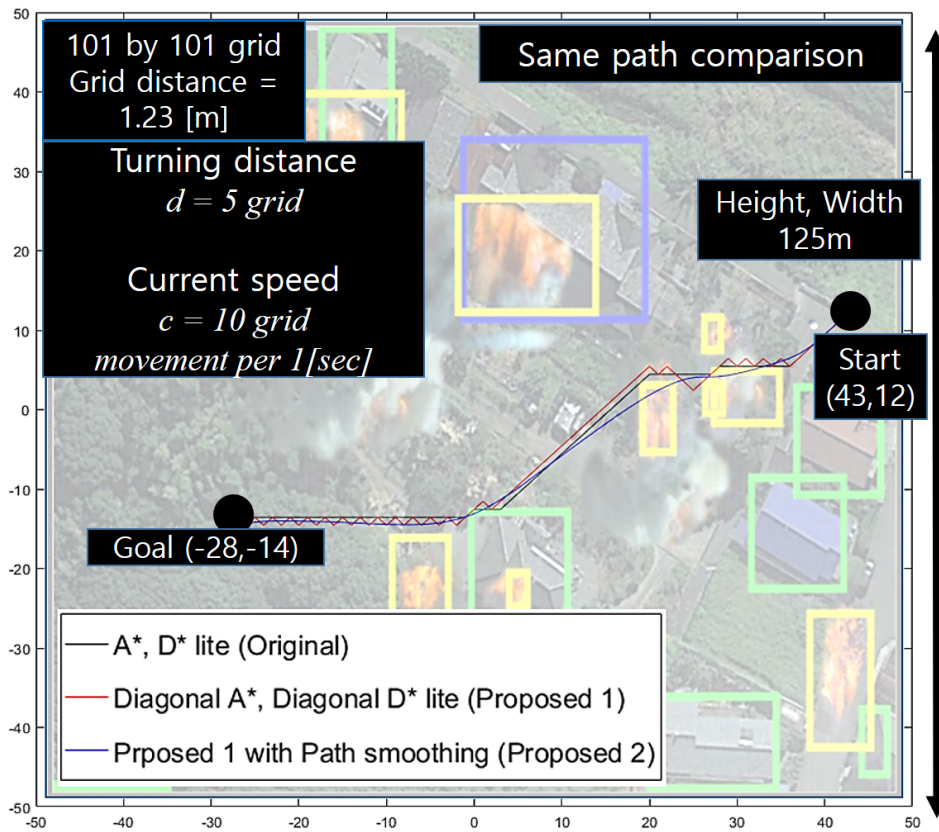 50
40
30
20
10
0
-10
-20
-30
-40
-50
-50
-40
-30
-20
-10
0
10
20
30
40
50
101 by 101 grid
Grid distance =
1.23 [m]
Same path comparison
Turning distance
d = 5 grid
Current speed
c = 10 grid
movement per 1[sec]
Height, Width
125m
Start
(43,12)
Goal (-28,-14)
A*, D* lite (Original)
Diagonal A*, Diagonal D* lite (Proposed 1)
Prposed 1 with Path smoothing (Proposed 2)